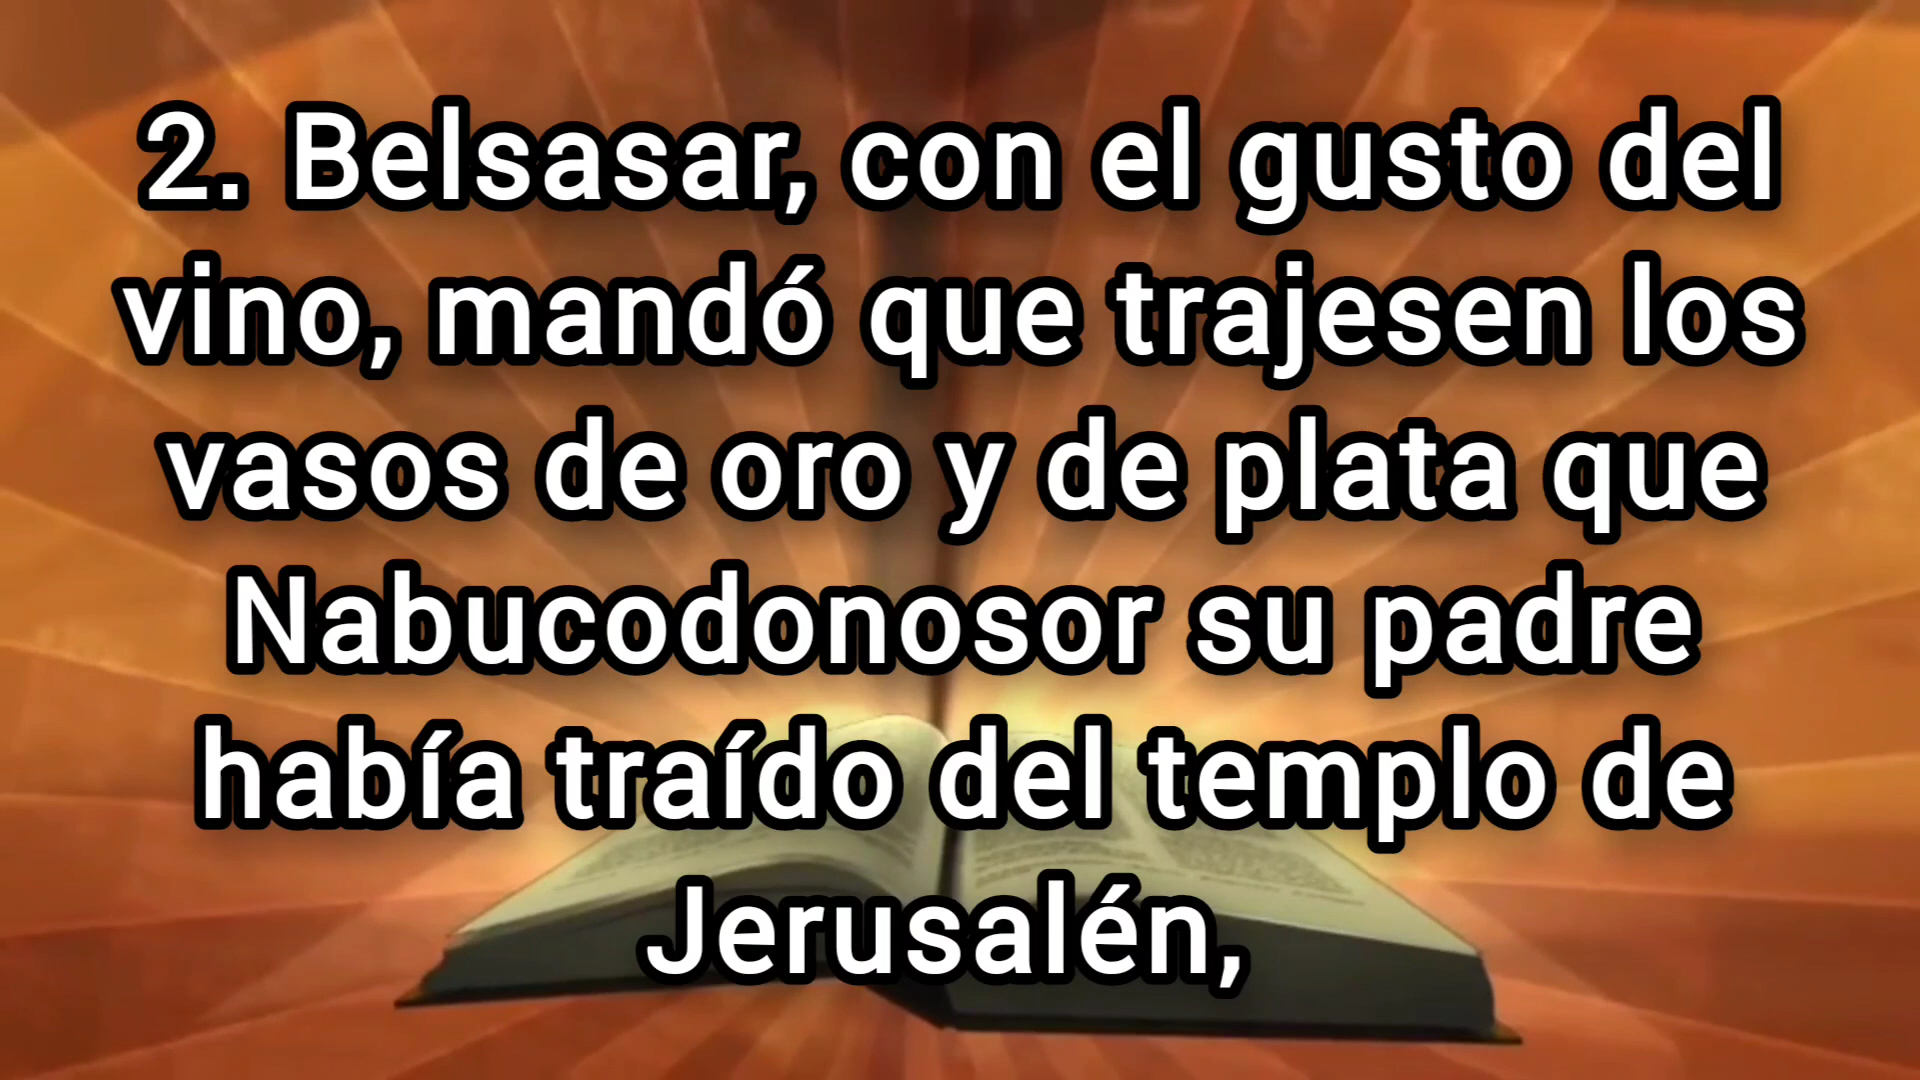 2. Belsasar, con el gusto del
vino, mandó que trajesen los
vasos de oro y de plata que
Nabucodonosor su padre
había traído del templo de
Jerusalén,